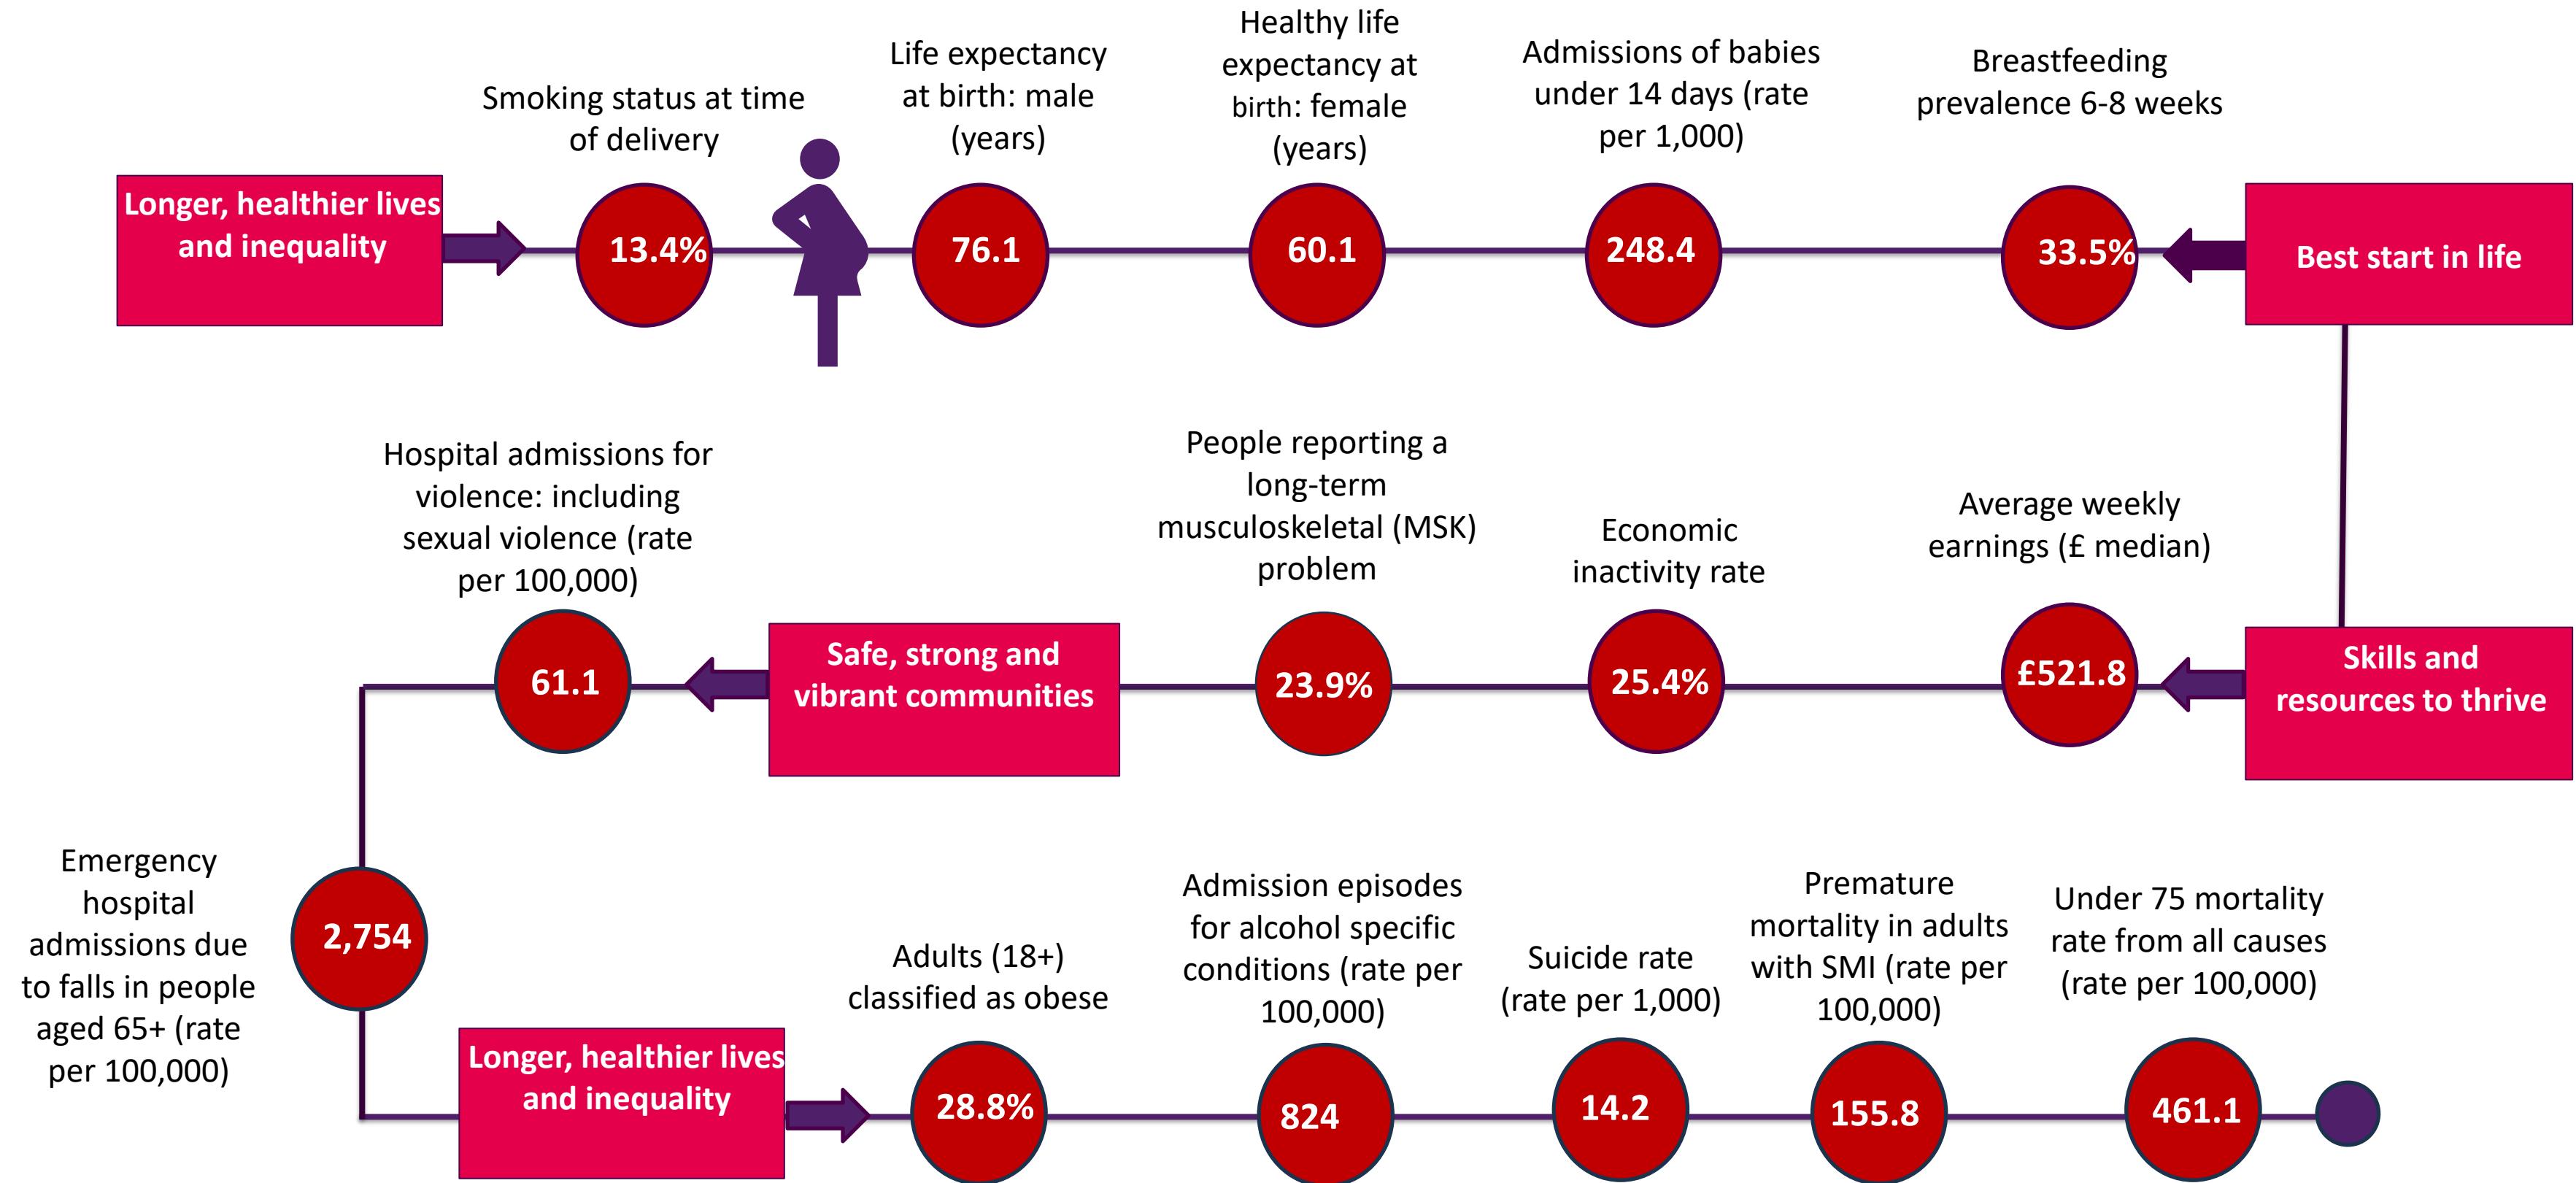 Longer, healthier lives
and inequality
Smoking status at time
of delivery
13.4%
Life expectancy
at birth: male
(years)
76.1
Healthy life
expectancy at
birth: female
(years)
60.1
Admissions of babies
under 14 days (rate
per 1,000)
248.4
Breastfeeding
prevalence 6-8 weeks
33.5%
Best start in life
Skills and
resources to thrive
Average weekly
earnings (£ median)
£521.8
Economic
inactivity rate
25.4%
People reporting a
long-term
musculoskeletal (MSK)
problem
23.9%
Safe, strong and
vibrant communities
Hospital admissions for
violence: including
sexual violence (rate
per 100,000)
61.1
Emergency
hospital
admissions due
to falls in people
aged 65+ (rate
per 100,000)
2,754
Longer, healthier lives
and inequality
Adults (18+)
classified as obese
28.8%
Admission episodes
for alcohol specific
conditions (rate per
100,000)
824
Suicide rate
(rate per 1,000)
14.2
Premature
mortality in adults
with SMI (rate per
100,000)
155.8
Under 75 mortality
rate from all causes
(rate per 100,000)
461.1